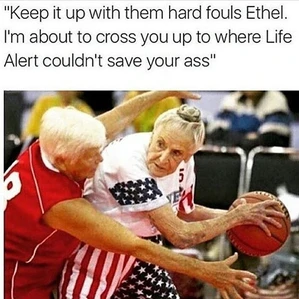 "Keep it up with them hard fouls Ethel.
I'm about to cross you up to where Life
Alert couldn't save your ass"
5